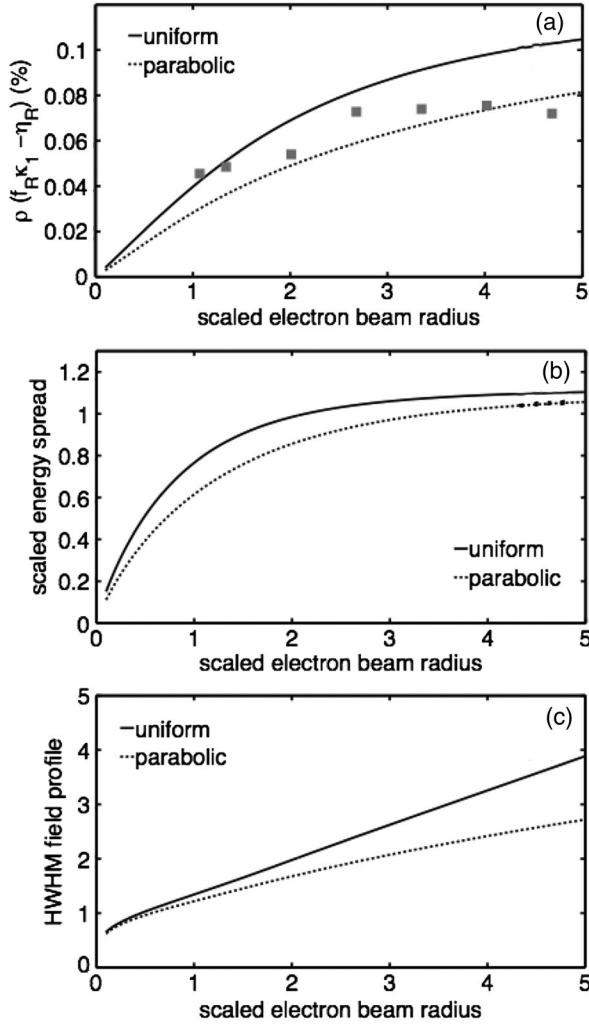 (a)
uniform
parabolic
ρ (f_R κ_1 −η_R) (%)
0.1
0.08
0.06
0.04
0.02
0
0 1 2 3 4 5
scaled electron beam radius
(b)
scaled energy spread
1.2
1
0.8
0.6
0.4
0.2
0
uniform
parabolic
0 1 2 3 4 5
scaled electron beam radius
(c)
uniform
parabolic
HWHM field profile
5
4
3
2
1
0
0 1 2 3 4 5
scaled electron beam radius